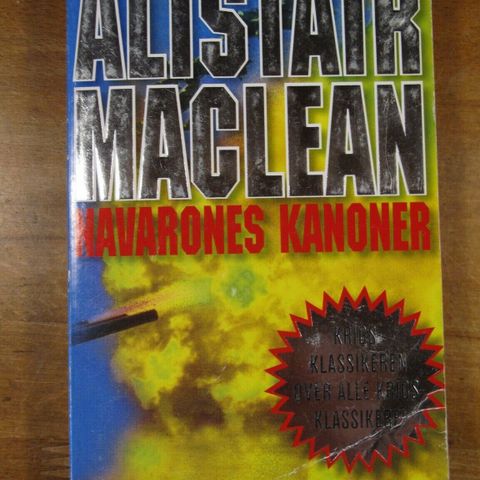 ALISTAIR
MACLEAN
NAVARONES KANONER
KRIGS-
KLASSIKEREN
OVER ALLE KRIGS-
KLASSIKERE